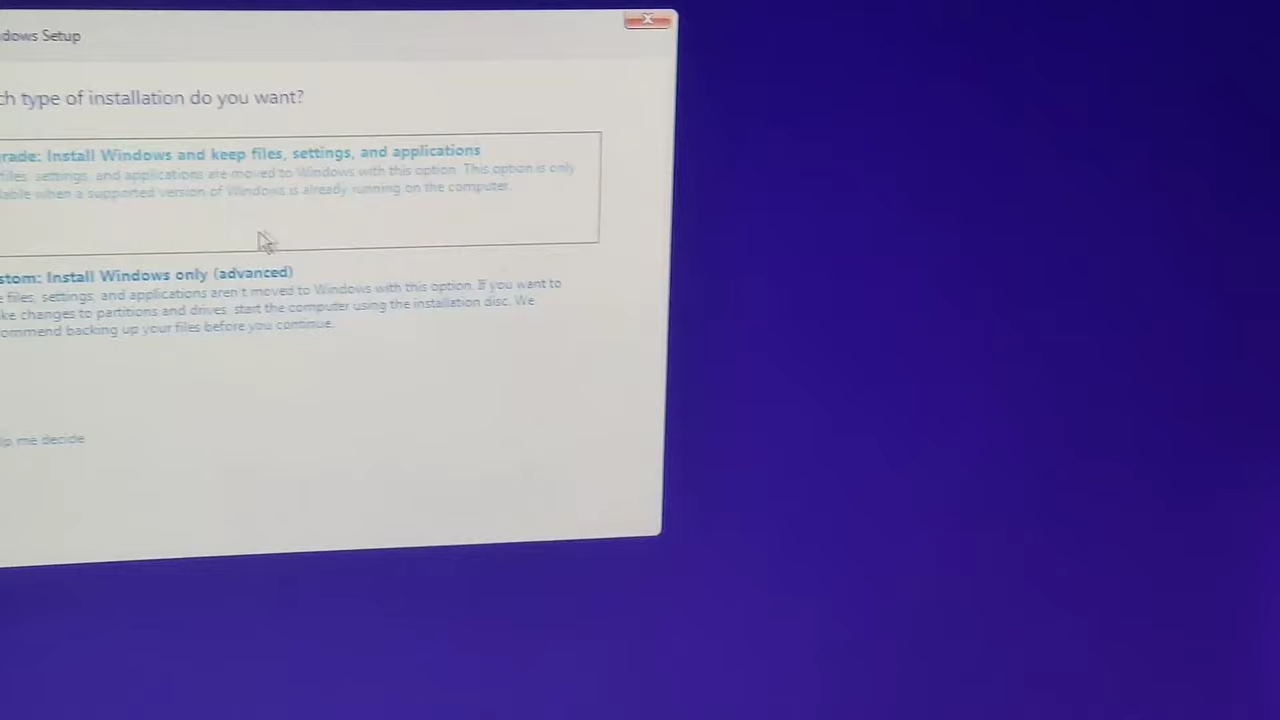 dows Setup
ch type of installation do you want?
rade: Install Windows and keep files, settings, and applications
files, settings, and applications are moved to Windows with this option. This option is only
lable when a supported version of Windows is already running on the computer.
stom: Install Windows only (advanced)
e files, settings, and applications aren't moved to Windows with this option. If you want to
ke changes to partitions and drives, start the computer using the installation disc. We
ommend backing up your files before you continue.
lp me decide